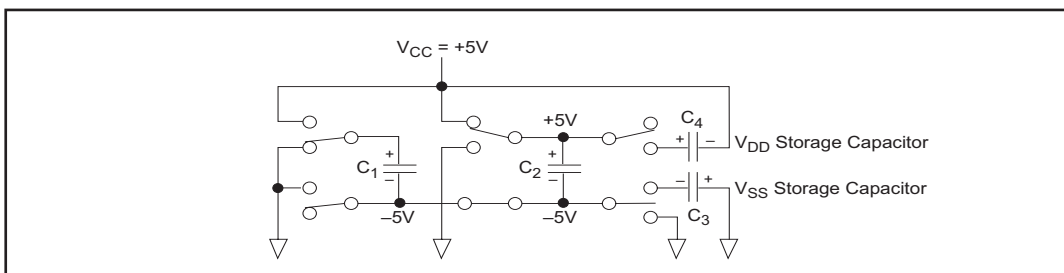 V_CC = +5V
+5V
C_4
+
–
V_DD Storage Capacitor
+
C_1
–
+
C_2
–
–
+
V_SS Storage Capacitor
C_3
–5V
–5V